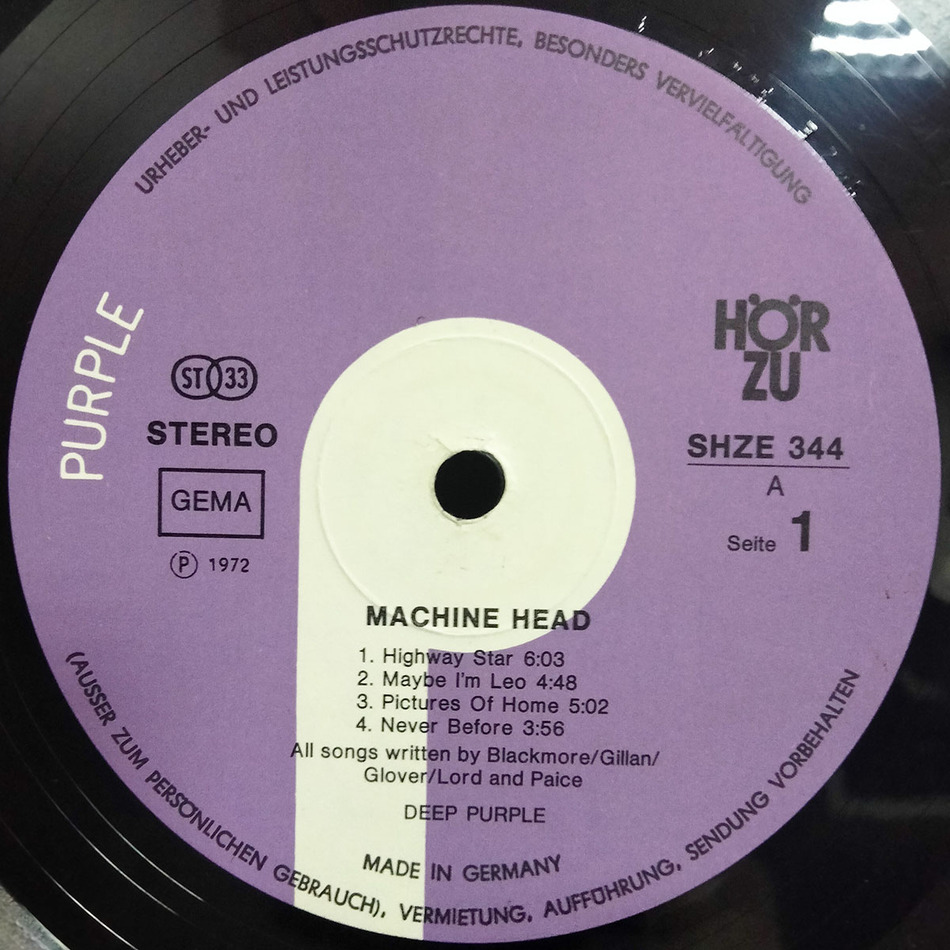 URHEBER- UND LEISTUNGSSCHUTZRECHTE, BESONDERS VERVIELFÄLTIGUNG
PURPLE
ST 33
STEREO
GEMA
Ⓟ 1972
HÖR
ZU
SHZE 344
A
Seite 1
MACHINE HEAD
1. Highway Star 6:03
2. Maybe I'm Leo 4:48
3. Pictures Of Home 5:02
4. Never Before 3:56
All songs written by Blackmore/Gillan/
Glover/Lord and Paice
DEEP PURPLE
MADE IN GERMANY
(AUSSER ZUM PERSÖNLICHEN GEBRAUCH), VERMIETUNG, AUFFÜHRUNG, SENDUNG VORBEHALTEN